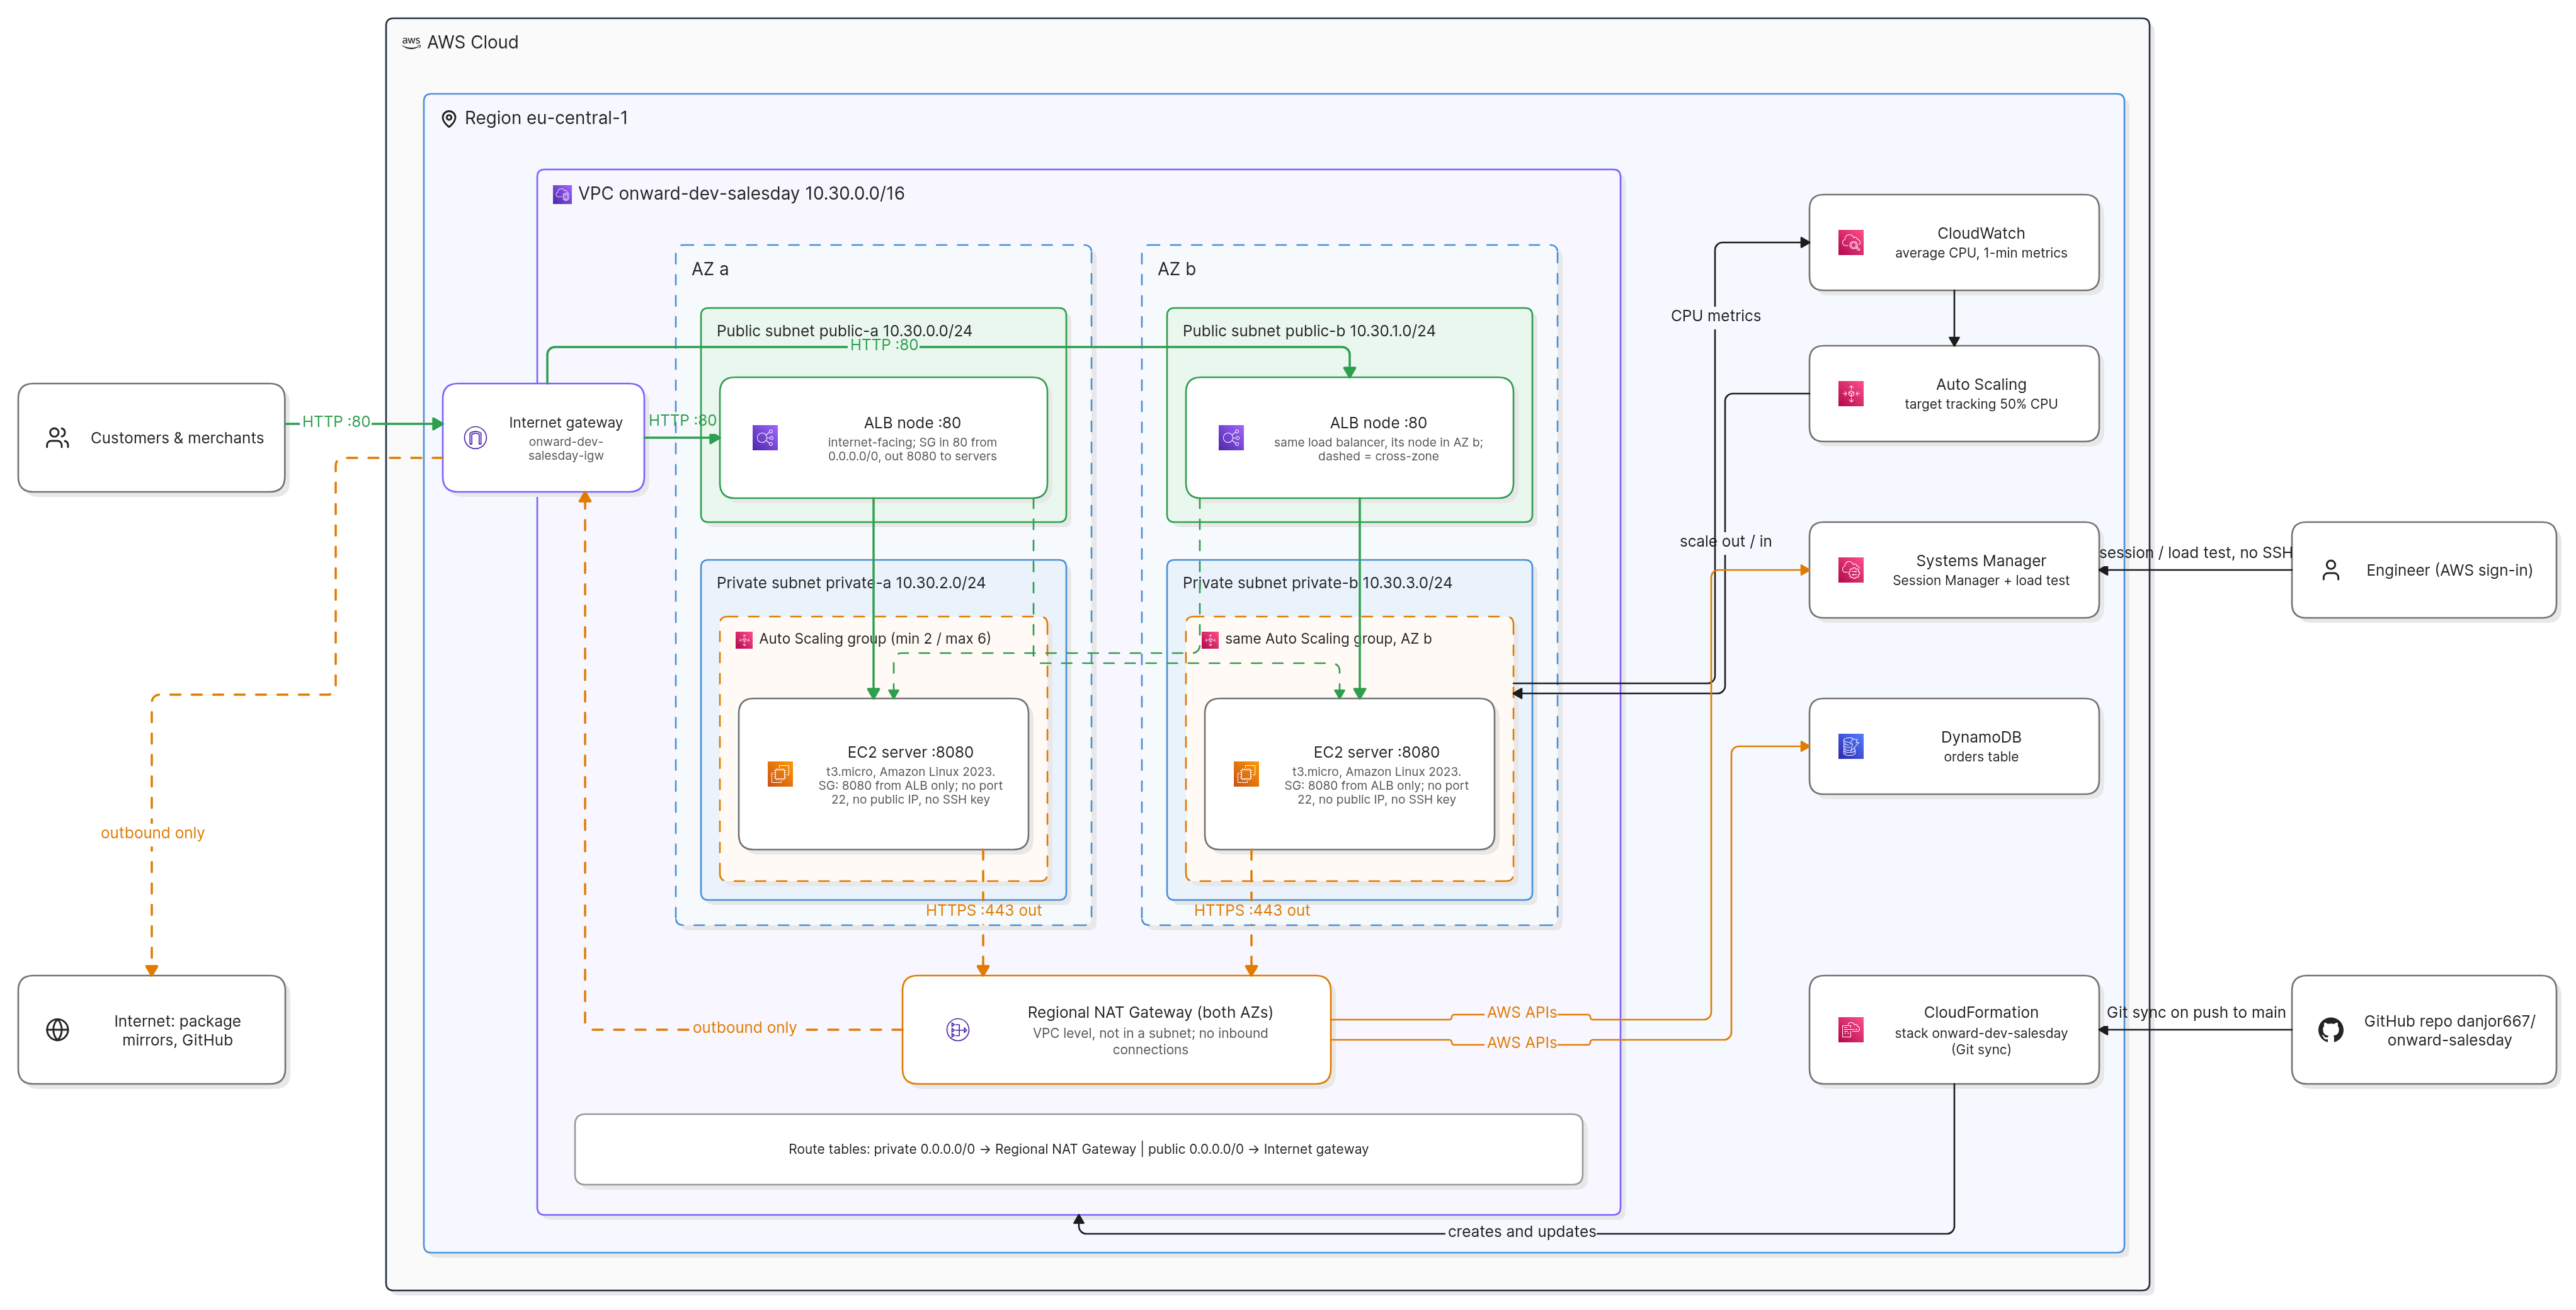 aws AWS Cloud
Region eu-central-1
VPC onward-dev-salesday 10.30.0.0/16
AZ a
AZ b
Public subnet public-a 10.30.0.0/24
Public subnet public-b 10.30.1.0/24
HTTP :80
Customers & merchants
HTTP :80
Internet gateway
onward-dev-
salesday-igw
HTTP :80
ALB node :80
internet-facing; SG in 80 from
0.0.0.0/0, out 8080 to servers
ALB node :80
same load balancer, its node in AZ b;
dashed = cross-zone
Private subnet private-a 10.30.2.0/24
Private subnet private-b 10.30.3.0/24
Auto Scaling group (min 2 / max 6)
same Auto Scaling group, AZ b
EC2 server :8080
t3.micro, Amazon Linux 2023.
SG: 8080 from ALB only; no port
22, no public IP, no SSH key
EC2 server :8080
t3.micro, Amazon Linux 2023.
SG: 8080 from ALB only; no port
22, no public IP, no SSH key
HTTPS :443 out
HTTPS :443 out
outbound only
Internet: package
mirrors, GitHub
outbound only
Regional NAT Gateway (both AZs)
VPC level, not in a subnet; no inbound
connections
AWS APIs
AWS APIs
Route tables: private 0.0.0.0/0 → Regional NAT Gateway | public 0.0.0.0/0 → Internet gateway
CPU metrics
scale out / in
CloudWatch
average CPU, 1-min metrics
Auto Scaling
target tracking 50% CPU
Systems Manager
Session Manager + load test
session / load test, no SSH
Engineer (AWS sign-in)
DynamoDB
orders table
CloudFormation
stack onward-dev-salesday
(Git sync)
Git sync on push to main
GitHub repo danjor667/
onward-salesday
creates and updates